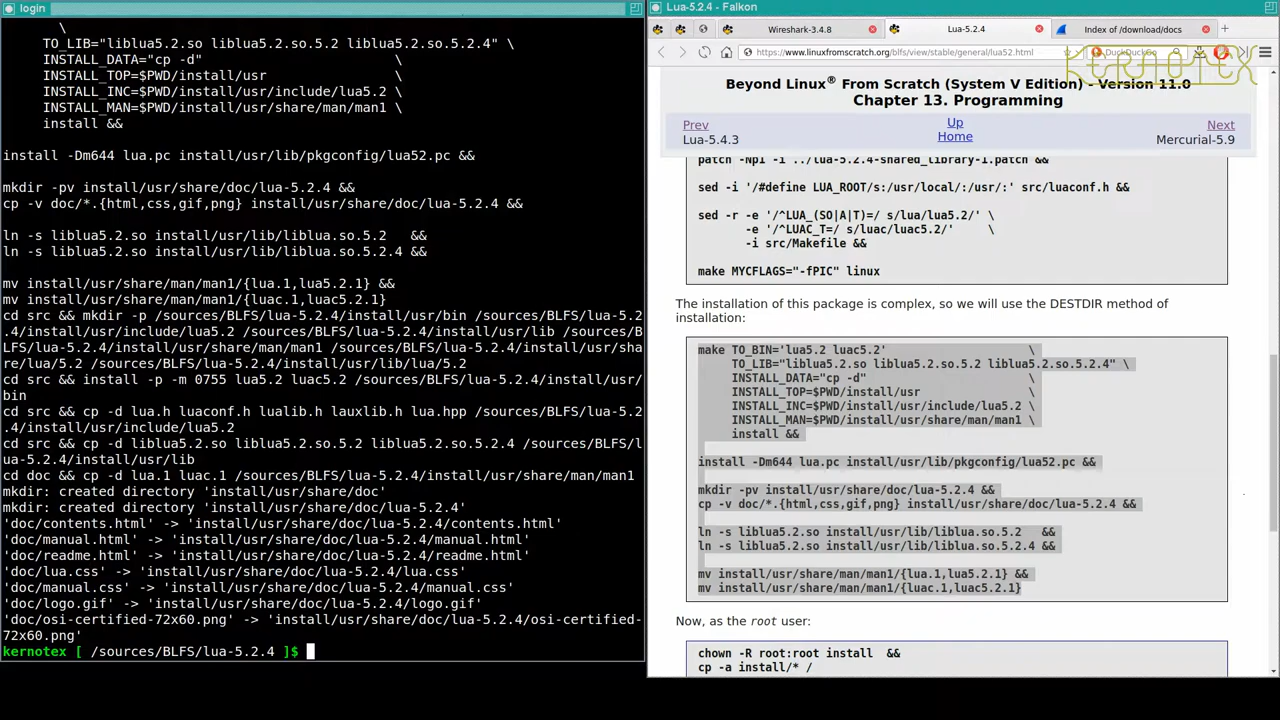 login
\
TO_LIB="liblua5.2.so liblua5.2.so.5.2 liblua5.2.so.5.2.4" \
INSTALL_DATA="cp -d" \
INSTALL_TOP=$PWD/install/usr \
INSTALL_INC=$PWD/install/usr/include/lua5.2 \
INSTALL_MAN=$PWD/install/usr/share/man/man1 \
install &&
install -Dm644 lua.pc install/usr/lib/pkgconfig/lua52.pc &&
mkdir -pv install/usr/share/doc/lua-5.2.4 &&
cp -v doc/*.{html,css,gif,png} install/usr/share/doc/lua-5.2.4 &&
ln -s liblua5.2.so install/usr/lib/liblua.so.5.2 &&
ln -s liblua5.2.so install/usr/lib/liblua.so.5.2.4 &&
mv install/usr/share/man/man1/{lua.1,lua5.2.1} &&
mv install/usr/share/man/man1/{luac.1,luac5.2.1}
cd src && mkdir -p /sources/BLFS/lua-5.2.4/install/usr/bin /sources/BLFS/lua-5.2
.4/install/usr/include/lua5.2 /sources/BLFS/lua-5.2.4/install/usr/lib /sources/B
LFS/lua-5.2.4/install/usr/share/man/man1 /sources/BLFS/lua-5.2.4/install/usr/sha
re/lua/5.2 /sources/BLFS/lua-5.2.4/install/usr/lib/lua/5.2
cd src && install -p -m 0755 lua5.2 luac5.2 /sources/BLFS/lua-5.2.4/install/usr/
bin
cd src && cp -d lua.h luaconf.h lualib.h lauxlib.h lua.hpp /sources/BLFS/lua-5.2
.4/install/usr/include/lua5.2
cd src && cp -d liblua5.2.so liblua5.2.so.5.2 liblua5.2.so.5.2.4 /sources/BLFS/l
ua-5.2.4/install/usr/lib
cd doc && cp -d lua.1 luac.1 /sources/BLFS/lua-5.2.4/install/usr/share/man/man1
mkdir: created directory 'install/usr/share/doc'
mkdir: created directory 'install/usr/share/doc/lua-5.2.4'
'doc/contents.html' -> 'install/usr/share/doc/lua-5.2.4/contents.html'
'doc/manual.html' -> 'install/usr/share/doc/lua-5.2.4/manual.html'
'doc/readme.html' -> 'install/usr/share/doc/lua-5.2.4/readme.html'
'doc/lua.css' -> 'install/usr/share/doc/lua-5.2.4/lua.css'
'doc/manual.css' -> 'install/usr/share/doc/lua-5.2.4/manual.css'
'doc/logo.gif' -> 'install/usr/share/doc/lua-5.2.4/logo.gif'
'doc/osi-certified-72x60.png' -> 'install/usr/share/doc/lua-5.2.4/osi-certified-
72x60.png'
kernotex [ /sources/BLFS/lua-5.2.4 ]$
Lua-5.2.4 - Falkon
Wireshark-3.4.8
Lua-5.2.4
Index of /download/docs
https://www.linuxfromscratch.org/blfs/view/stable/general/lua52.html
DuckDuckGo
KERNOTEX
Beyond Linux® From Scratch (System V Edition) - Version 11.0
Chapter 13. Programming
Prev Up Next
Lua-5.4.3 Home Mercurial-5.9
patch -Np1 -i ../lua-5.2.4-shared_library-1.patch &&
sed -i '/#define LUA_ROOT/s:/usr/local/:/usr/:' src/luaconf.h &&
sed -r -e '/^LUA_(SO|A|T)=/ s/lua/lua5.2/' \
-e '/^LUAC_T=/ s/luac/luac5.2/' \
-i src/Makefile &&
make MYCFLAGS="-fPIC" linux
The installation of this package is complex, so we will use the DESTDIR method of
installation:
make TO_BIN='lua5.2 luac5.2' \
TO_LIB="liblua5.2.so liblua5.2.so.5.2 liblua5.2.so.5.2.4" \
INSTALL_DATA="cp -d" \
INSTALL_TOP=$PWD/install/usr \
INSTALL_INC=$PWD/install/usr/include/lua5.2 \
INSTALL_MAN=$PWD/install/usr/share/man/man1 \
install &&
install -Dm644 lua.pc install/usr/lib/pkgconfig/lua52.pc &&
mkdir -pv install/usr/share/doc/lua-5.2.4 &&
cp -v doc/*.{html,css,gif,png} install/usr/share/doc/lua-5.2.4 &&
ln -s liblua5.2.so install/usr/lib/liblua.so.5.2 &&
ln -s liblua5.2.so install/usr/lib/liblua.so.5.2.4 &&
mv install/usr/share/man/man1/{lua.1,lua5.2.1} &&
mv install/usr/share/man/man1/{luac.1,luac5.2.1}
Now, as the root user:
chown -R root:root install &&
cp -a install/* /